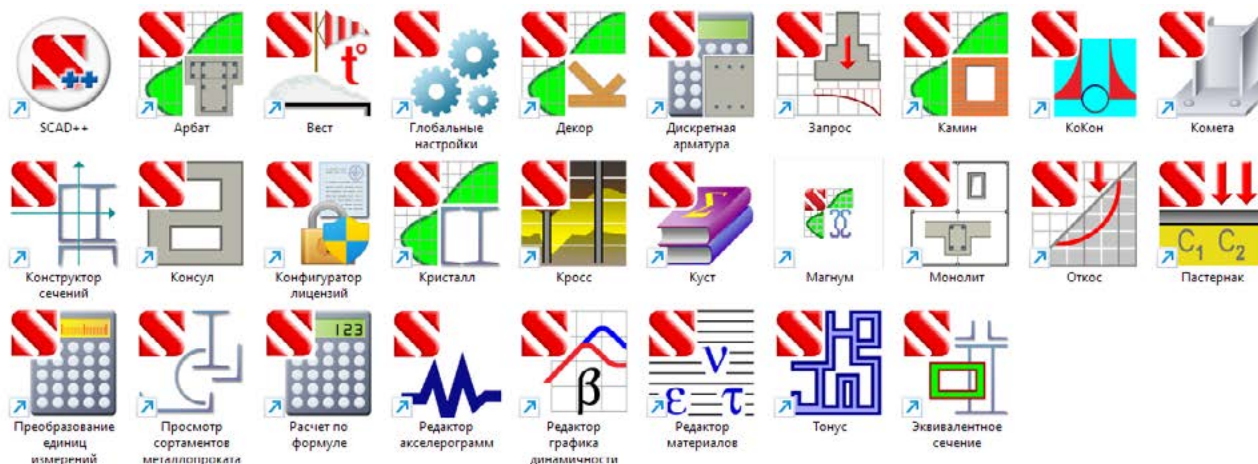 SCAD++
Арбат
Вест
Глобальные
настройки
Декор
Дискретная
арматура
Запрос
Камин
КоКон
Комета
Конструктор
сечений
Консул
Конфигуратор
лицензий
Кристалл
Кросс
Куст
Магнум
Монолит
Откос
C1 C2
Пастернак
Преобразование
единиц
измерений
Просмотр
сортаментов
металлопроката
123
Расчет по
формуле
Редактор
акселерограмм
β
Редактор
графика
динамичности
ν
ε τ
Редактор
материалов
Тонус
Эквивалентное
сечение